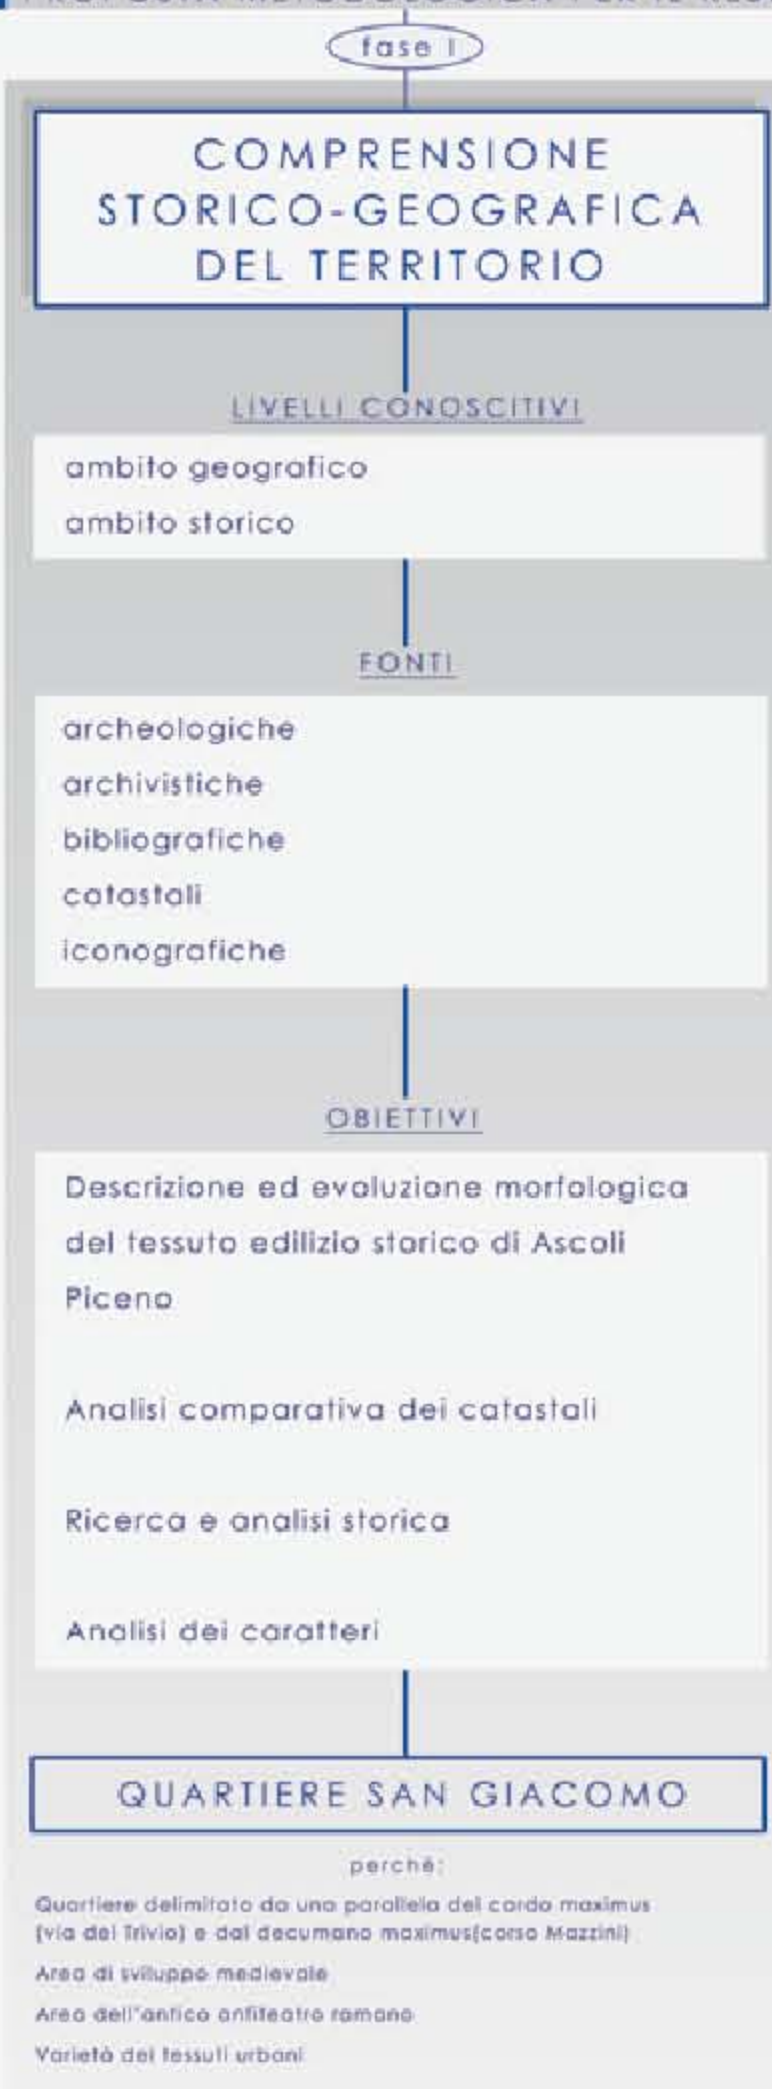 fase I
COMPRENSIONE
STORICO-GEOGRAFICA
DEL TERRITORIO
LIVELLI CONOSCITIVI
ambito geografico
ambito storico
FONTI
archeologiche
archivistiche
bibliografiche
catastali
iconografiche
OBIETTIVI
Descrizione ed evoluzione morfologica
del tessuto edilizio storico di Ascoli
Piceno
Analisi comparativa dei catastali
Ricerca e analisi storica
Analisi dei caratteri
QUARTIERE SAN GIACOMO
perchè:
Quartiere delimitato da una parallela del cardo maximus
(via del Trivio) e dal decumano maximus(corso Mazzini)
Area di sviluppo medievale
Area dell'antico anfiteatro romano
Varietà dei tessuti urbani